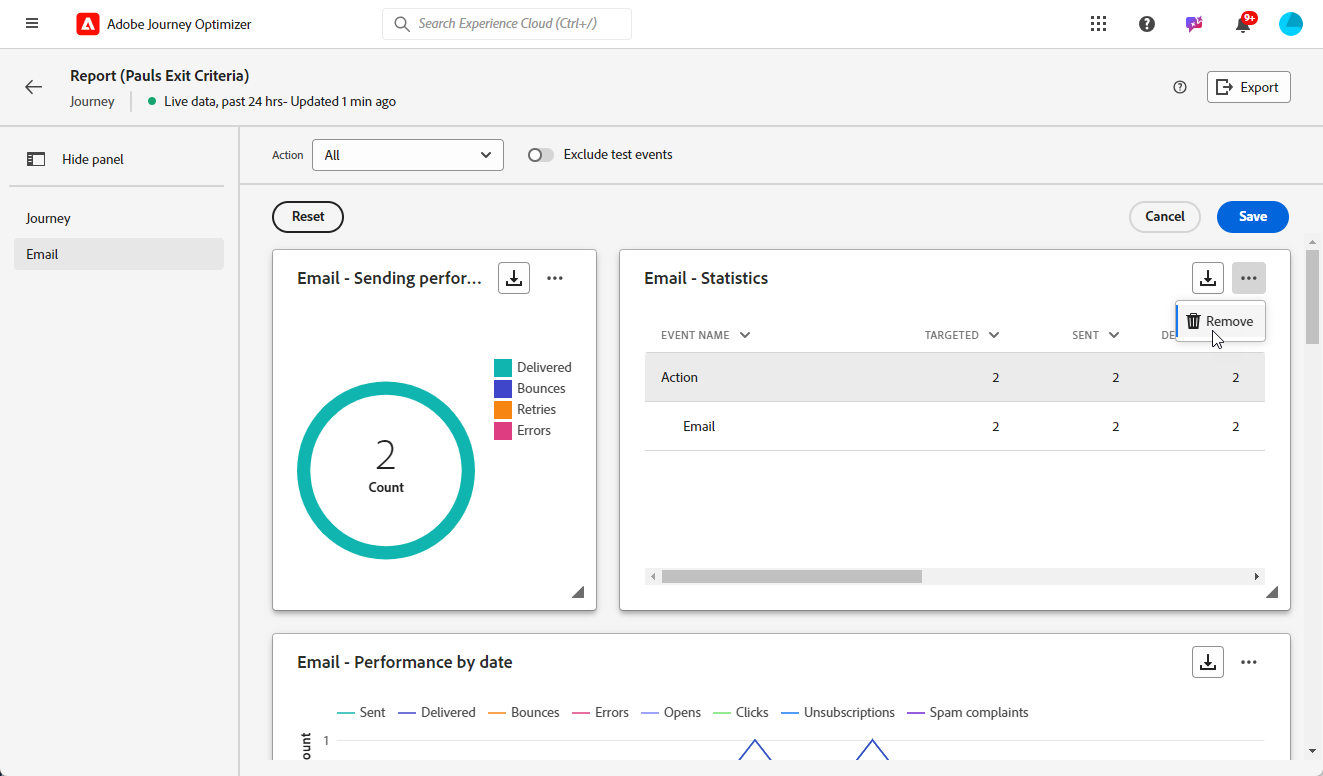 Adobe Journey Optimizer
Search Experience Cloud (Ctrl+/)
9+
Report (Pauls Exit Criteria)
Journey
Live data, past 24 hrs- Updated 1 min ago
Export
Hide panel
Action
All
Exclude test events
Journey
Email
Reset
Cancel
Save
Email - Sending perfor...
Delivered
Bounces
Retries
Errors
2
Count
Email - Statistics
Remove
EVENT NAME TARGETED SENT DE
Action 2 2 2
Email 2 2 2
Email - Performance by date
Sent Delivered Bounces Errors Opens Clicks Unsubscriptions Spam complaints
1